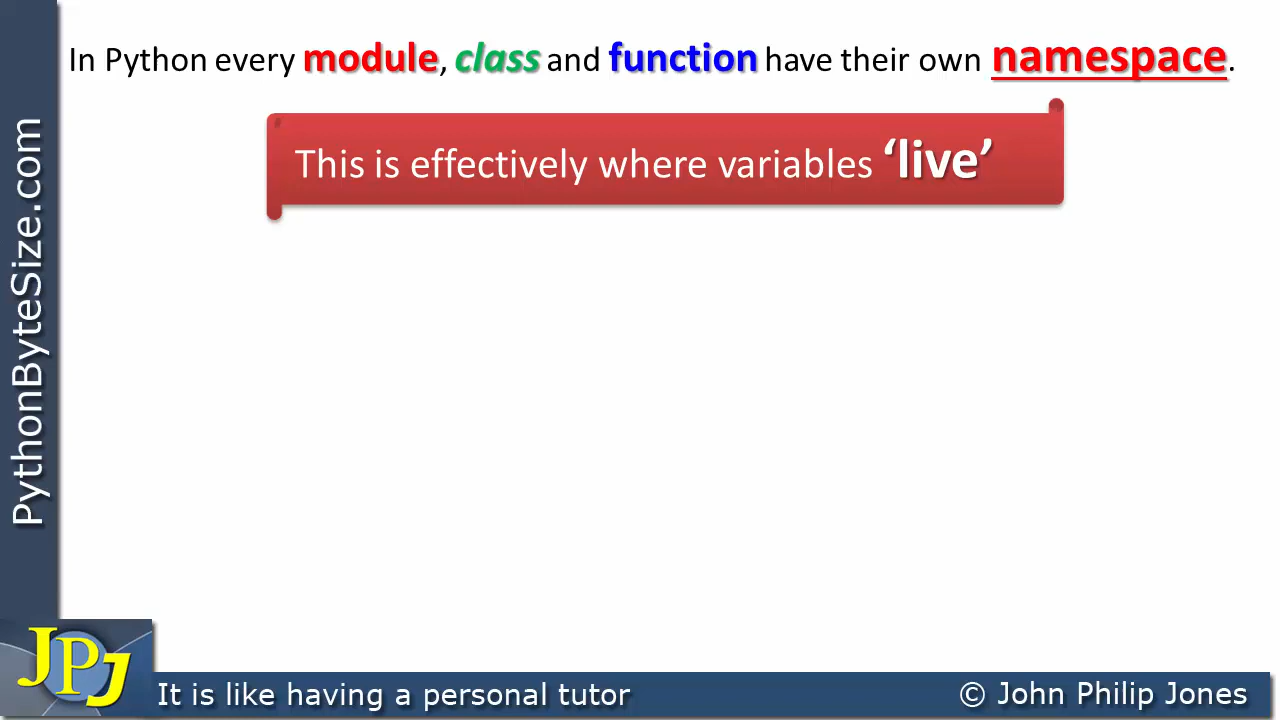 In Python every module, class and function have their own namespace.
This is effectively where variables ‘live’
PythonByteSize.com
JPJ
It is like having a personal tutor
© John Philip Jones